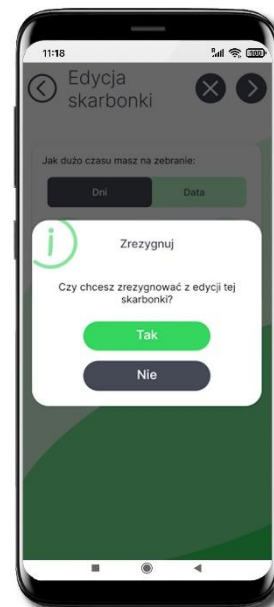 11:18
100
Edycja
skarbonki
Jak dużo czasu masz na zebranie:
Dni Data
Zrezygnuj
Czy chcesz zrezygnować z edycji tej
skarbonki?
Tak
Nie